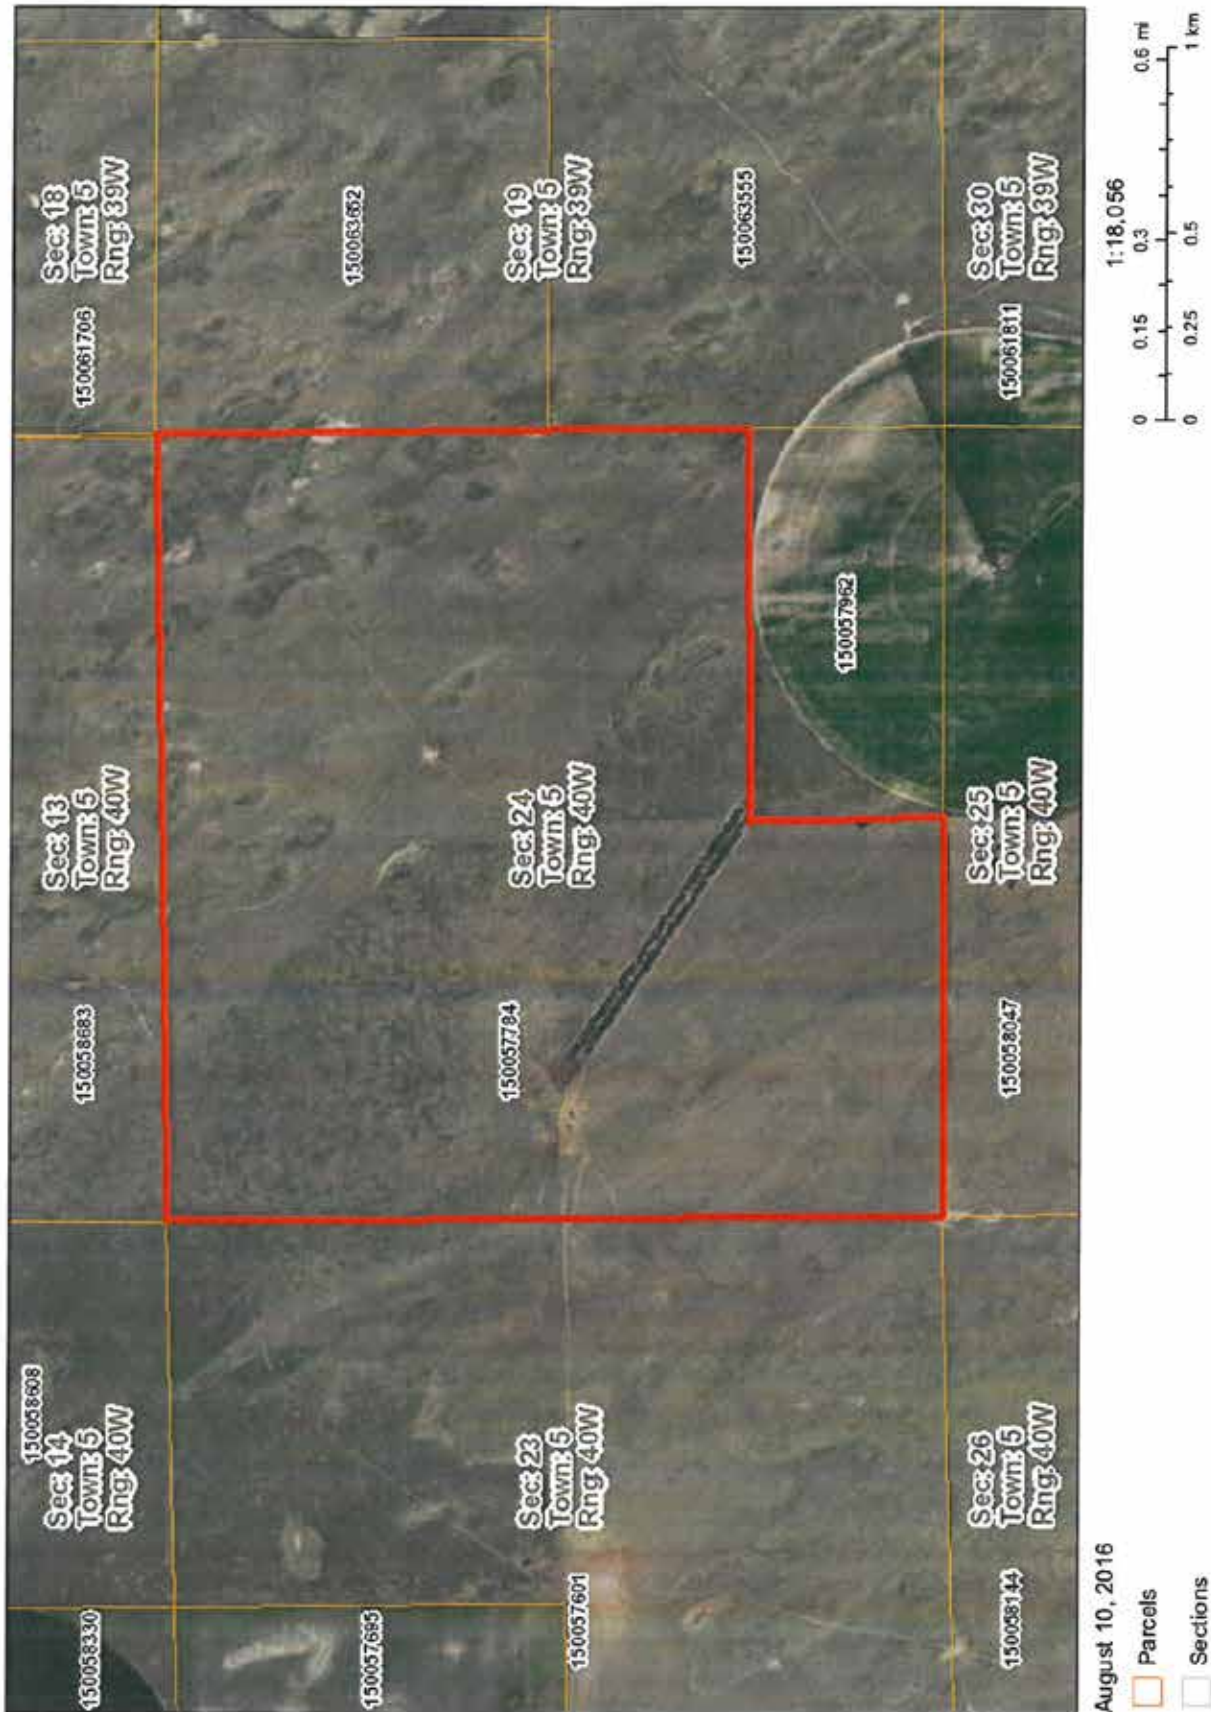 150058608
Sec: 14
Town: 5
Rng: 40W
150058330
150058683
Sec: 13
Town: 5
Rng: 40W
150061706
Sec: 18
Town: 5
Rng: 39W
150057695
150063662
Sec: 23
Town: 5
Rng: 40W
150057601
150057784
Sec: 24
Town: 5
Rng: 40W
Sec: 19
Town: 5
Rng: 39W
150063555
150057962
150058144
Sec: 26
Town: 5
Rng: 40W
150058047
Sec: 25
Town: 5
Rng: 40W
150061811
Sec: 30
Town: 5
Rng: 39W
August 10, 2016
Parcels
Sections
1:18,056
0 0.15 0.3 0.6 mi
0 0.25 0.5 1 km